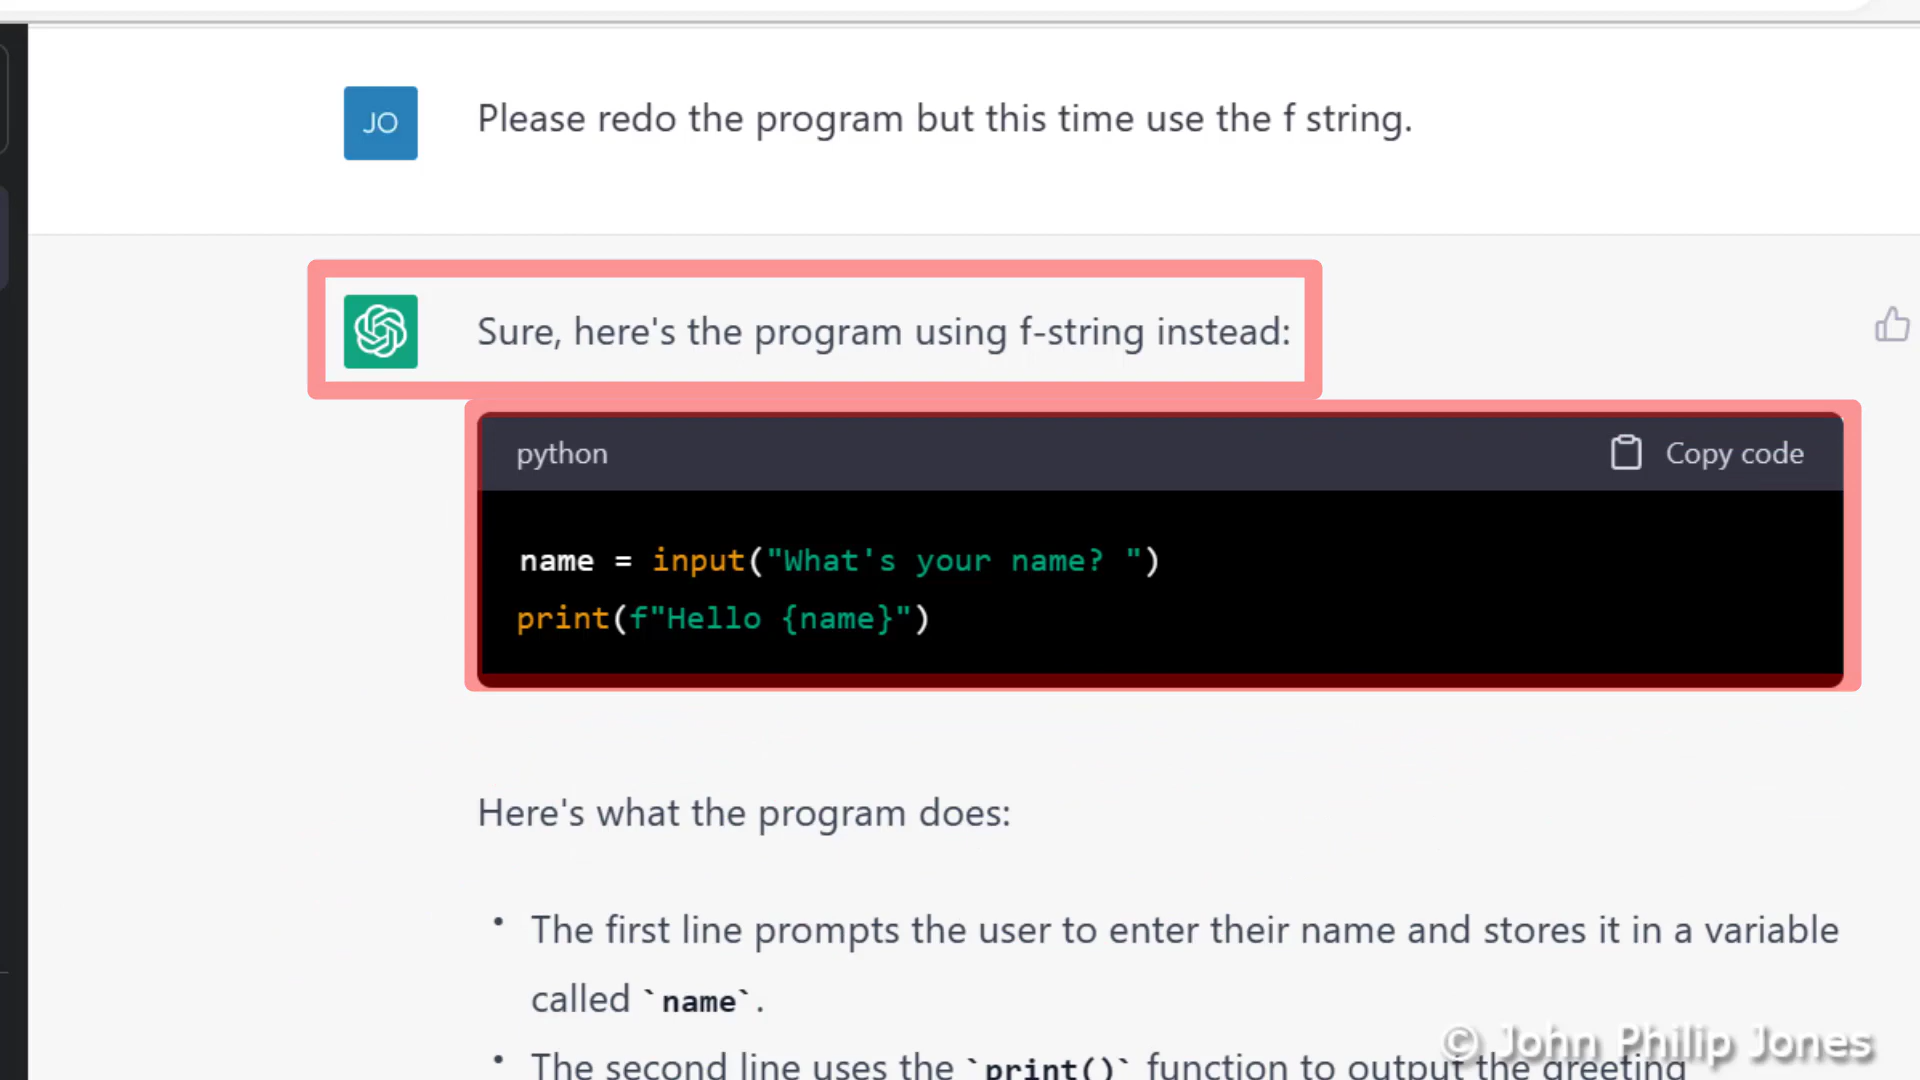 JO
Please redo the program but this time use the f string.
Sure, here's the program using f-string instead:
python
Copy code
name = input("What's your name? ")
print(f"Hello {name}")
Here's what the program does:
• The first line prompts the user to enter their name and stores it in a variable
called `name`.
• The second line uses the `print()` function to output the greeting
© John Philip Jones